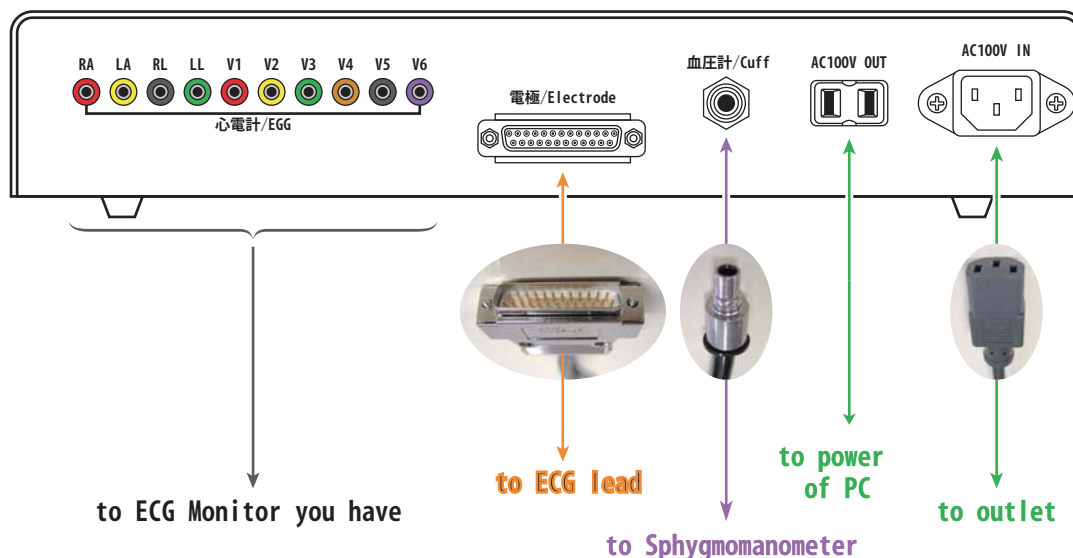 RA LA RL LL V1 V2 V3 V4 V5 V6
心電計/EGG
電極/Electrode
血圧計/Cuff
AC100V OUT
AC100V IN
to ECG Monitor you have
to ECG lead
to Sphygmomanometer
to power
of PC
to outlet